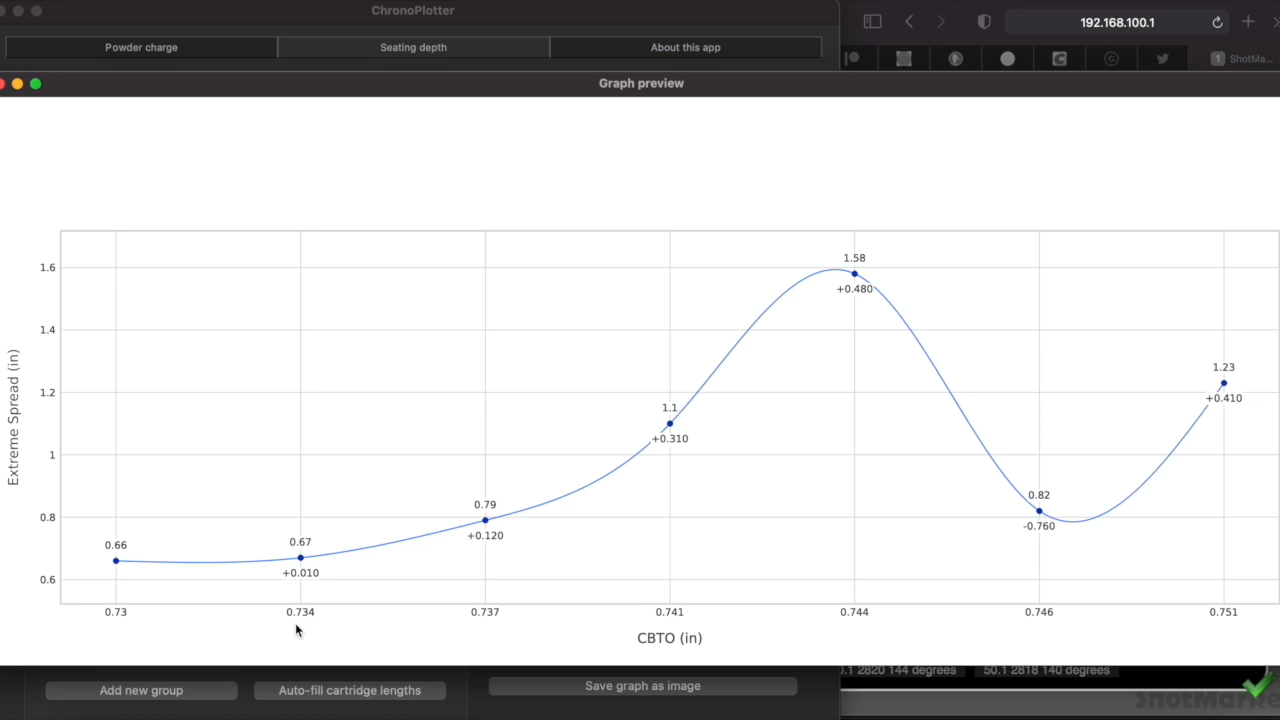 ChronoPlotter
192.168.100.1
Powder charge
Seating depth
About this app
1 ShotMa...
Graph preview
1.58
1.6
+0.480
1.4
1.23
1.2
+0.410
1.1
+0.310
Extreme Spread (in)
1
0.82
0.79
0.8
-0.760
+0.120
0.66
0.67
+0.010
0.6
0.73
0.734
0.737
0.741
0.744
0.746
0.751
CBTO (in)
0.1 2820 144 degrees
50.1 2818 140 degrees
Add new group
Auto-fill cartridge lengths
Save graph as image